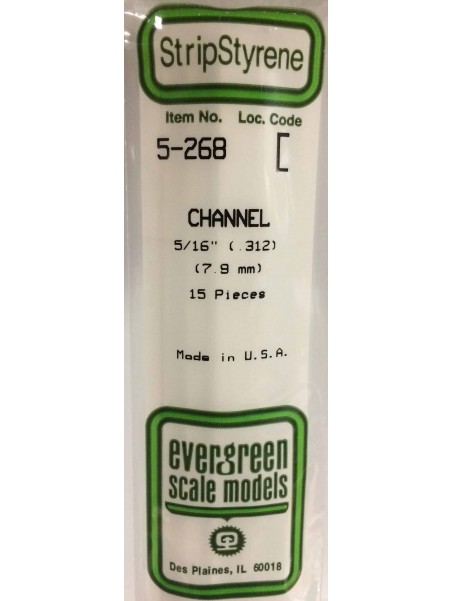 StripStyrene
Item No. Loc. Code
5-268 [
CHANNEL
5/16" (.312)
(7.9 mm)
15 Pieces
Made in U.S.A.
evergreen
scale models
Des Plaines, IL 60018